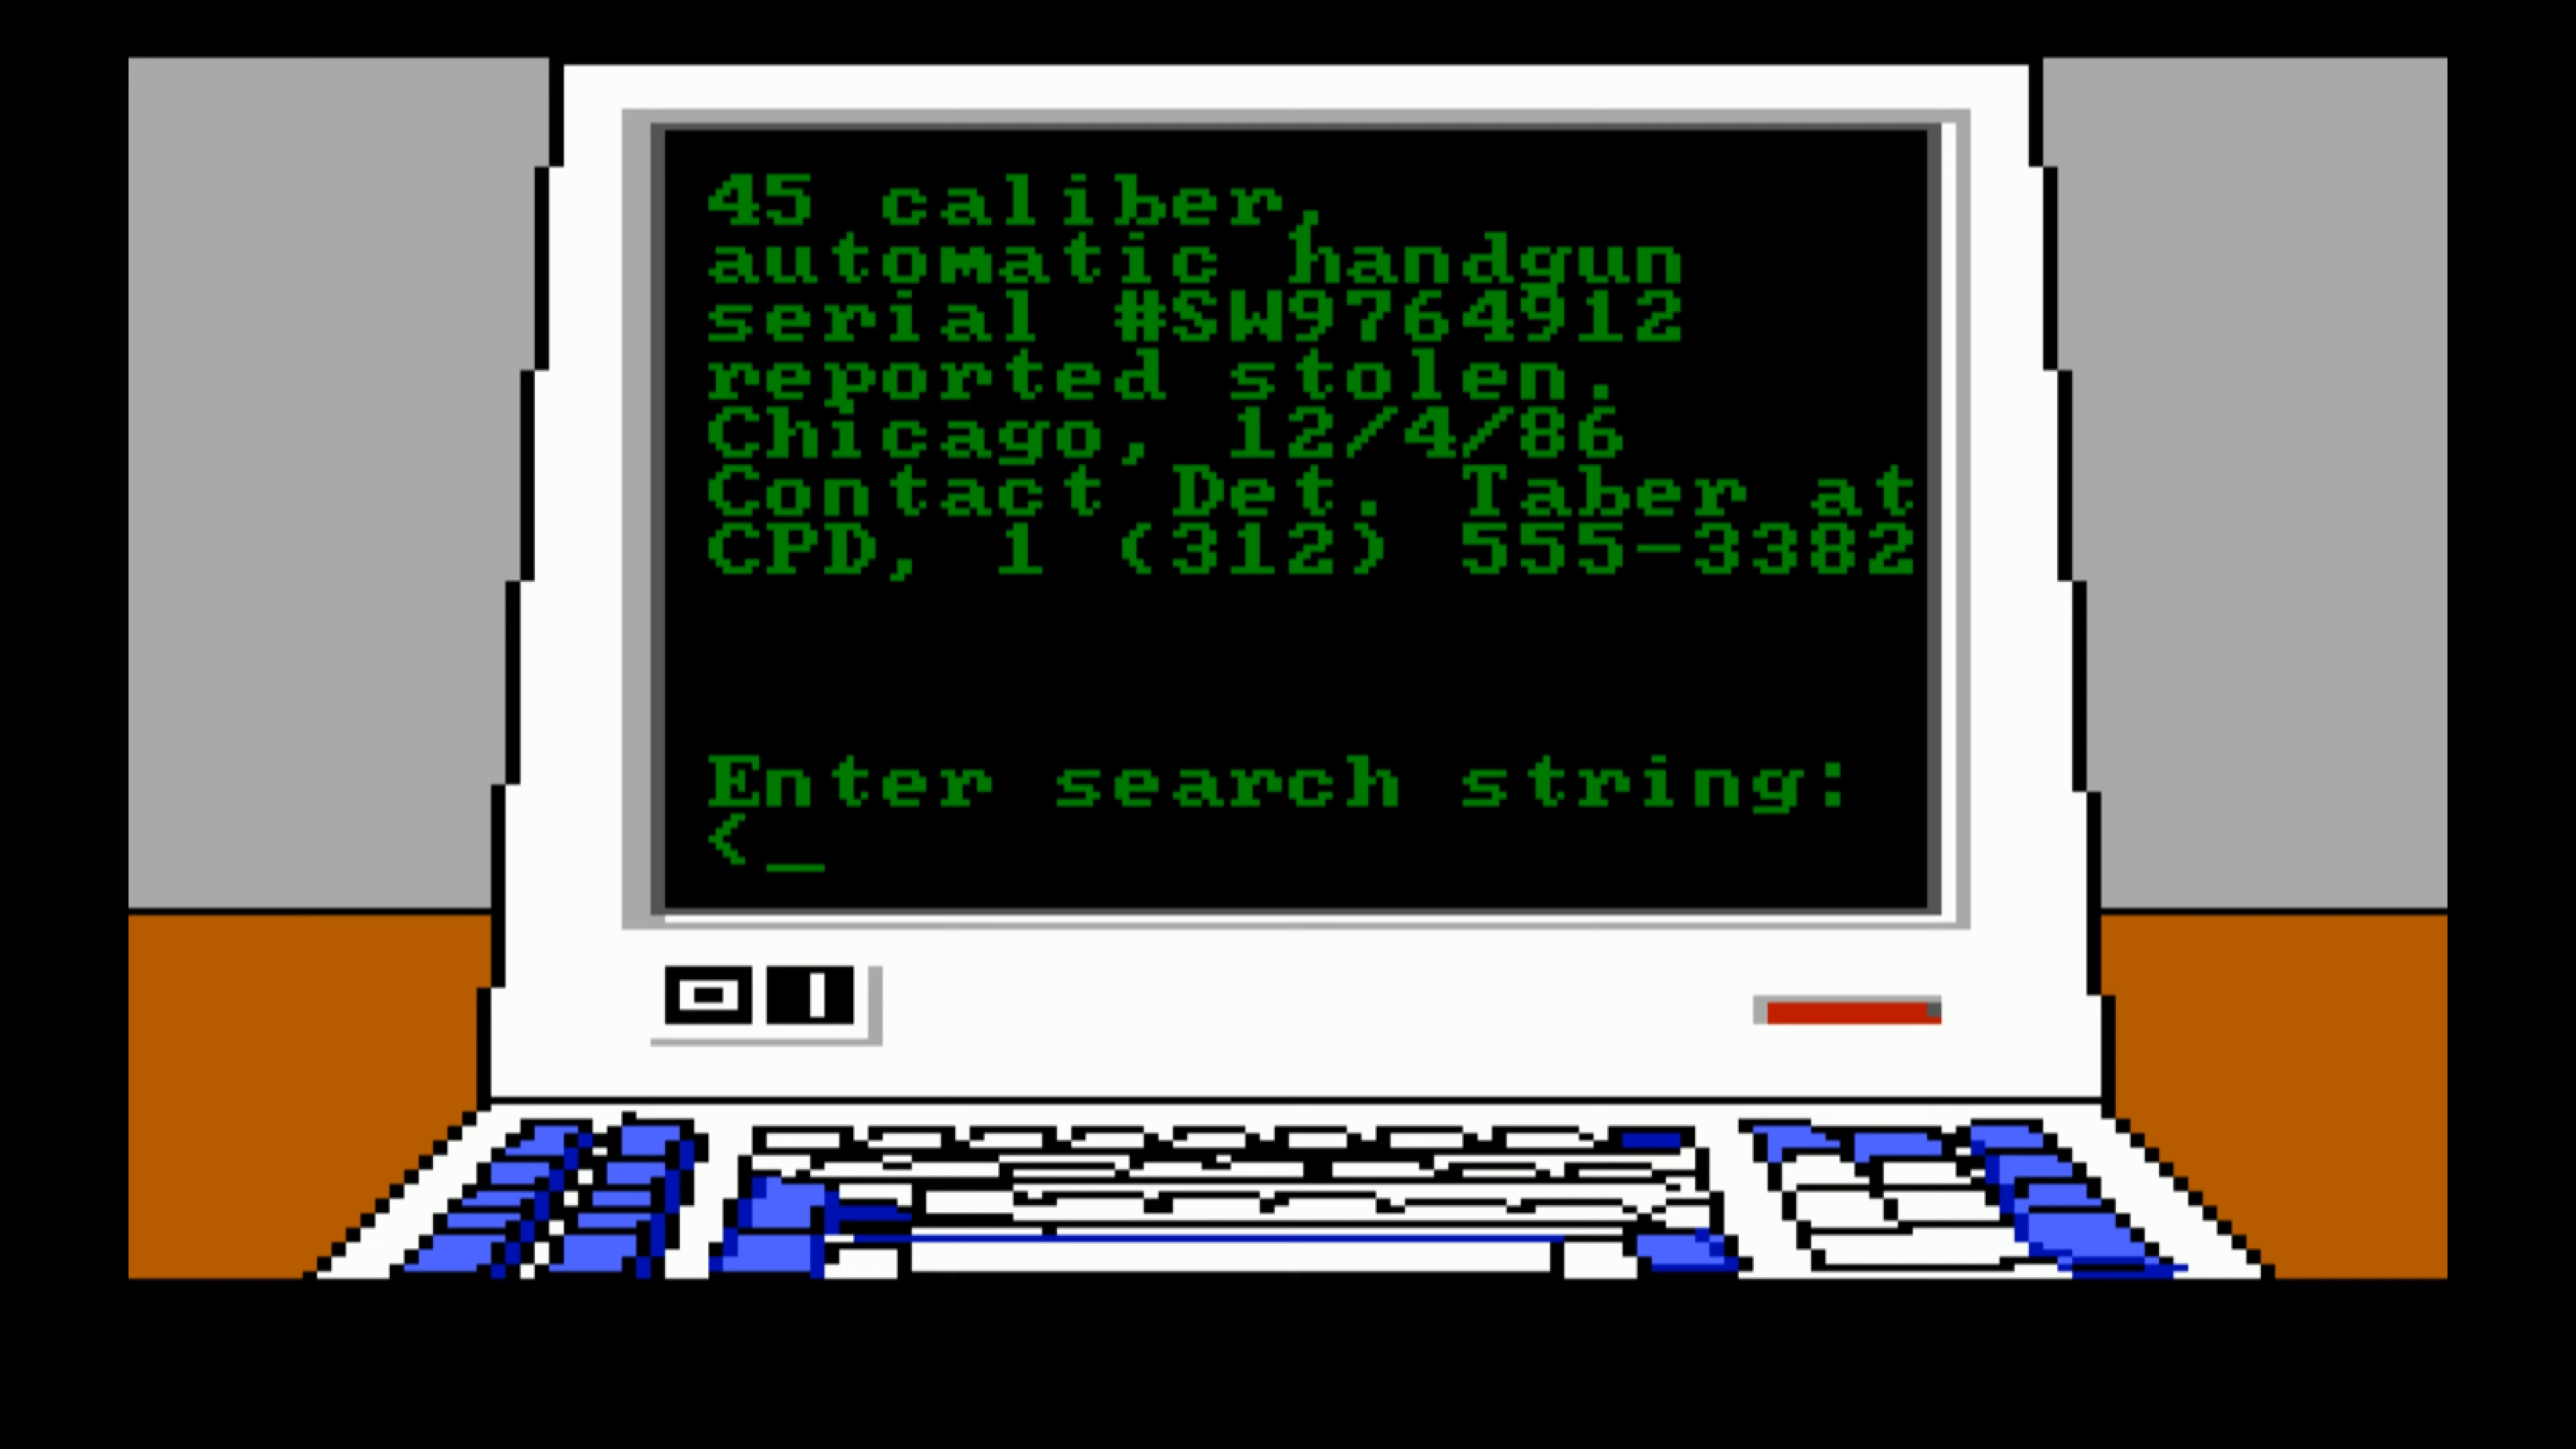 45 caliber,
automatic handgun
serial #SW9764912
reported stolen.
Chicago, 12/4/86
Contact Det. Taber at
CPD, 1 (312) 555-3382
Enter search string:
<_